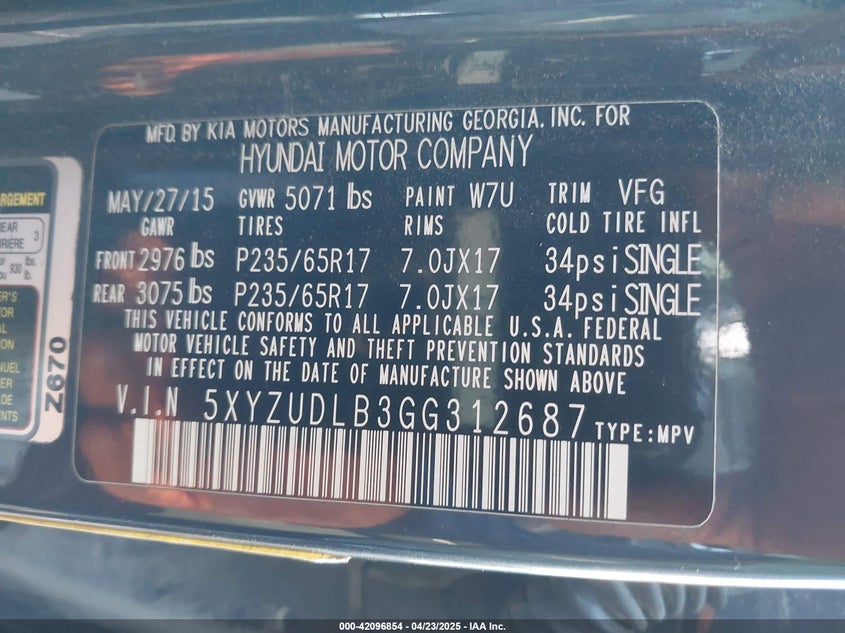 MFD. BY KIA MOTORS MANUFACTURING GEORGIA. INC. FOR
HYUNDAI MOTOR COMPANY
MAY/27/15 GVWR 5071 lbs PAINT W7U TRIM VFG
GAWR TIRES RIMS COLD TIRE INFL
FRONT 2976 lbs P235/65R17 7.0JX17 34psi SINGLE
REAR 3075 lbs P235/65R17 7.0JX17 34psi SINGLE
THIS VEHICLE CONFORMS TO ALL APPLICABLE U.S.A. FEDERAL
MOTOR VEHICLE SAFETY AND THEFT PREVENTION STANDARDS
IN EFFECT ON THE DATE OF MANUFACTURE SHOWN ABOVE
V.I.N 5XYZUDLB3GG312687 TYPE:MPV
Z670
000-42096854 - 04/23/2025 - IAA Inc.